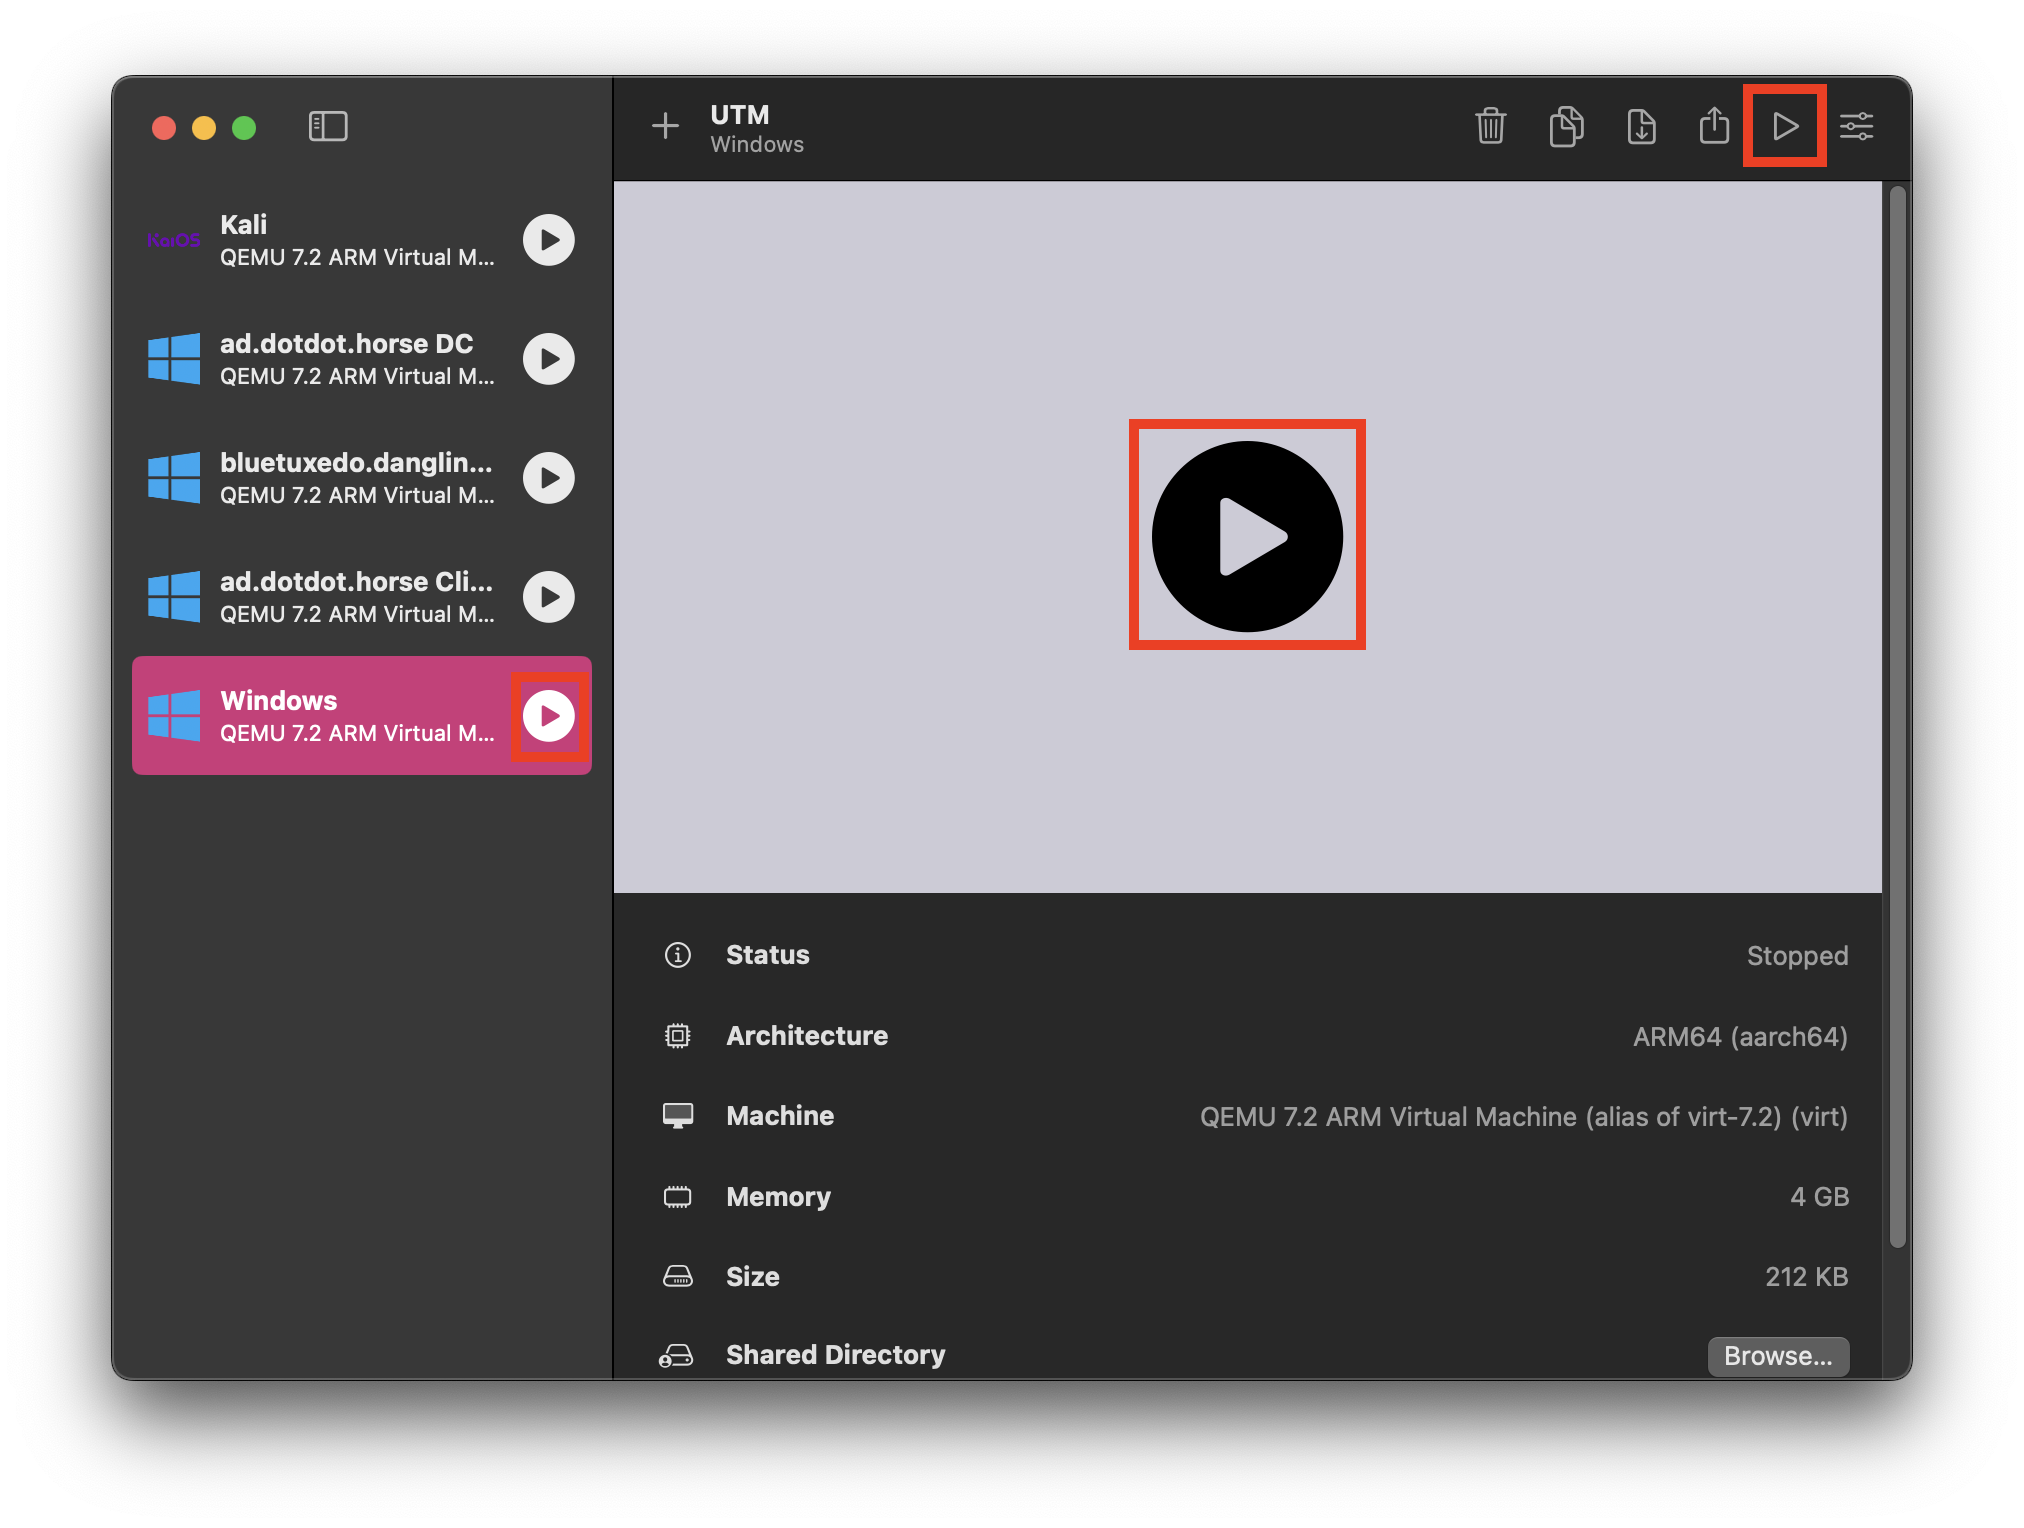 UTM
Windows
KaiOS
Kali
QEMU 7.2 ARM Virtual M...
ad.dotdot.horse DC
QEMU 7.2 ARM Virtual M...
bluetuxedo.danglin...
QEMU 7.2 ARM Virtual M...
ad.dotdot.horse Cli...
QEMU 7.2 ARM Virtual M...
Windows
QEMU 7.2 ARM Virtual M...
Status Stopped
Architecture ARM64 (aarch64)
Machine QEMU 7.2 ARM Virtual Machine (alias of virt-7.2) (virt)
Memory 4 GB
Size 212 KB
Shared Directory Browse...